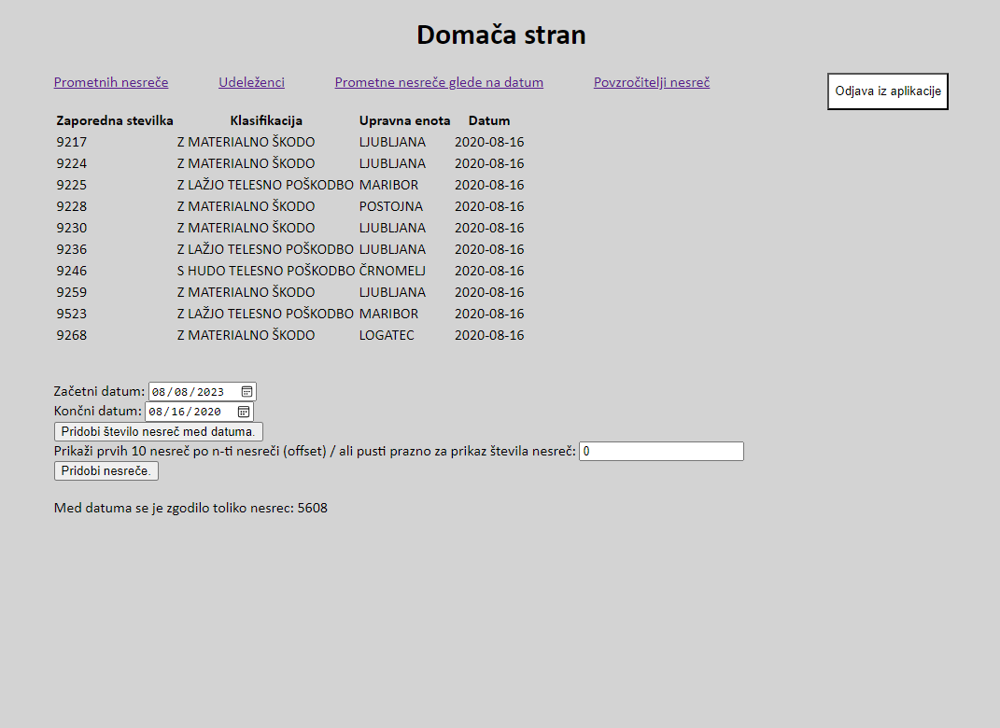 Domača stran
Prometnih nesreče Udeleženci Prometne nesreče glede na datum Povzročitelji nesreč Odjava iz aplikacije
Zaporedna stevilka Klasifikacija Upravna enota Datum
9217 Z MATERIALNO ŠKODO LJUBLJANA 2020-08-16
9224 Z MATERIALNO ŠKODO LJUBLJANA 2020-08-16
9225 Z LAŽJO TELESNO POŠKODBO MARIBOR 2020-08-16
9228 Z MATERIALNO ŠKODO POSTOJNA 2020-08-16
9230 Z MATERIALNO ŠKODO LJUBLJANA 2020-08-16
9236 Z LAŽJO TELESNO POŠKODBO LJUBLJANA 2020-08-16
9246 S HUDO TELESNO POŠKODBO ČRNOMELJ 2020-08-16
9259 Z MATERIALNO ŠKODO LJUBLJANA 2020-08-16
9523 Z LAŽJO TELESNO POŠKODBO MARIBOR 2020-08-16
9268 Z MATERIALNO ŠKODO LOGATEC 2020-08-16
Začetni datum: 08/08/2023
Končni datum: 08/16/2020
Pridobi število nesreč med datuma.
Prikaži prvih 10 nesreč po n-ti nesreči (offset) / ali pusti prazno za prikaz števila nesreč: 0
Pridobi nesreče.
Med datuma se je zgodilo toliko nesrec: 5608